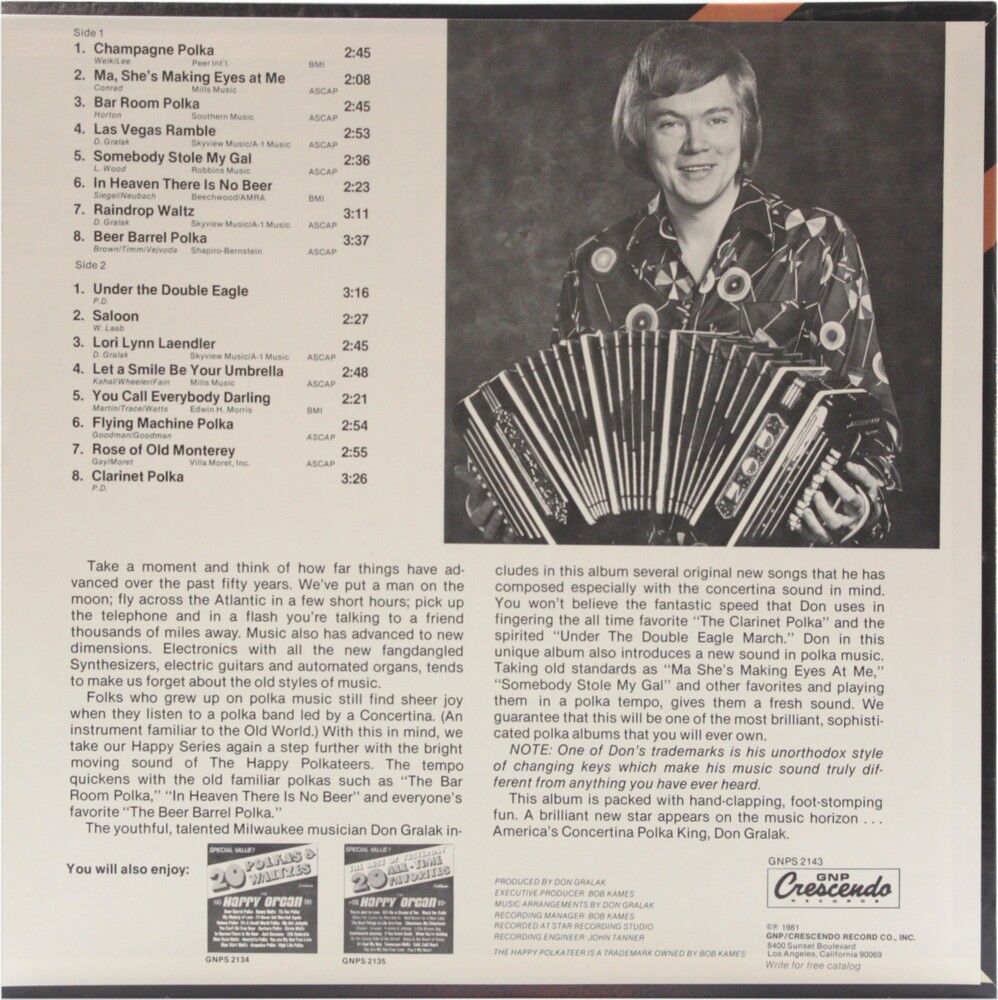 Side 1
1. Champagne Polka 2:45
Welk/Lee Peer Int'l. BMI
2. Ma, She's Making Eyes at Me 2:08
Conrad Mills Music ASCAP
3. Bar Room Polka 2:45
Horton Southern Music ASCAP
4. Las Vegas Ramble 2:53
D. Gralak Skyview Music/A-1 Music ASCAP
5. Somebody Stole My Gal 2:36
L. Wood Robbins Music ASCAP
6. In Heaven There Is No Beer 2:23
Siegal/Neubach Beechwood/AMRA BMI
7. Raindrop Waltz 3:11
D. Gralak Skyview Music/A-1 Music ASCAP
8. Beer Barrel Polka 3:37
Brown/Timm/Vejvoda Shapiro-Bernstein ASCAP
Side 2
1. Under the Double Eagle 3:16
P.D.
2. Saloon 2:27
W. Laab
3. Lori Lynn Laendler 2:45
D. Gralak Skyview Music/A-1 Music ASCAP
4. Let a Smile Be Your Umbrella 2:48
Kahal/Wheeler/Fain Mills Music ASCAP
5. You Call Everybody Darling 2:21
Martin/Trace/Watts Edwin H. Morris BMI
6. Flying Machine Polka 2:54
Goodman/Goodman ASCAP
7. Rose of Old Monterey 2:55
Gay/Moret Villa Moret, Inc. ASCAP
8. Clarinet Polka 3:26
P.D.
DON
Take a moment and think of how far things have ad-
vanced over the past fifty years. We've put a man on the
moon; fly across the Atlantic in a few short hours; pick up
the telephone and in a flash you're talking to a friend
thousands of miles away. Music also has advanced to new
dimensions. Electronics with all the new fangdangled
Synthesizers, electric guitars and automated organs, tends
to make us forget about the old styles of music.
Folks who grew up on polka music still find sheer joy
when they listen to a polka band led by a Concertina. (An
instrument familiar to the Old World.) With this in mind, we
take our Happy Series again a step further with the bright
moving sound of The Happy Polkateers. The tempo
quickens with the old familiar polkas such as "The Bar
Room Polka," "In Heaven There Is No Beer" and everyone's
favorite "The Beer Barrel Polka."
The youthful, talented Milwaukee musician Don Gralak in-
cludes in this album several original new songs that he has
composed especially with the concertina sound in mind.
You won't believe the fantastic speed that Don uses in
fingering the all time favorite "The Clarinet Polka" and the
spirited "Under The Double Eagle March." Don in this
unique album also introduces a new sound in polka music.
Taking old standards as "Ma She's Making Eyes At Me,"
"Somebody Stole My Gal" and other favorites and playing
them in a polka tempo, gives them a fresh sound. We
guarantee that this will be one of the most brilliant, sophisti-
cated polka albums that you will ever own.
NOTE: One of Don's trademarks is his unorthodox style
of changing keys which make his music sound truly dif-
ferent from anything you have ever heard.
This album is packed with hand-clapping, foot-stomping
fun. A brilliant new star appears on the music horizon ...
America's Concertina Polka King, Don Gralak.
You will also enjoy:
SPECIAL VALUE!
20 POLKAS &
WALTZES
HAPPY ORGAN
GNPS 2134
SPECIAL VALUE!
THE BEST OF YESTERDAY
20 ALL-TIME
FAVORITES
HAPPY ORGAN
GNPS 2135
PRODUCED BY DON GRALAK
EXECUTIVE PRODUCER: BOB KAMES
MUSIC ARRANGEMENTS BY DON GRALAK
RECORDING MANAGER: BOB KAMES
RECORDED AT STAR RECORDING STUDIO
RECORDING ENGINEER: JOHN TANNER
THE HAPPY POLKATEER IS A TRADEMARK OWNED BY BOB KAMES
GNPS 2143
GNP
Crescendo
RECORDS
©℗ 1981
GNP/CRESCENDO RECORD CO., INC.
8400 Sunset Boulevard
Los Angeles, California 90069
Write for free catalog